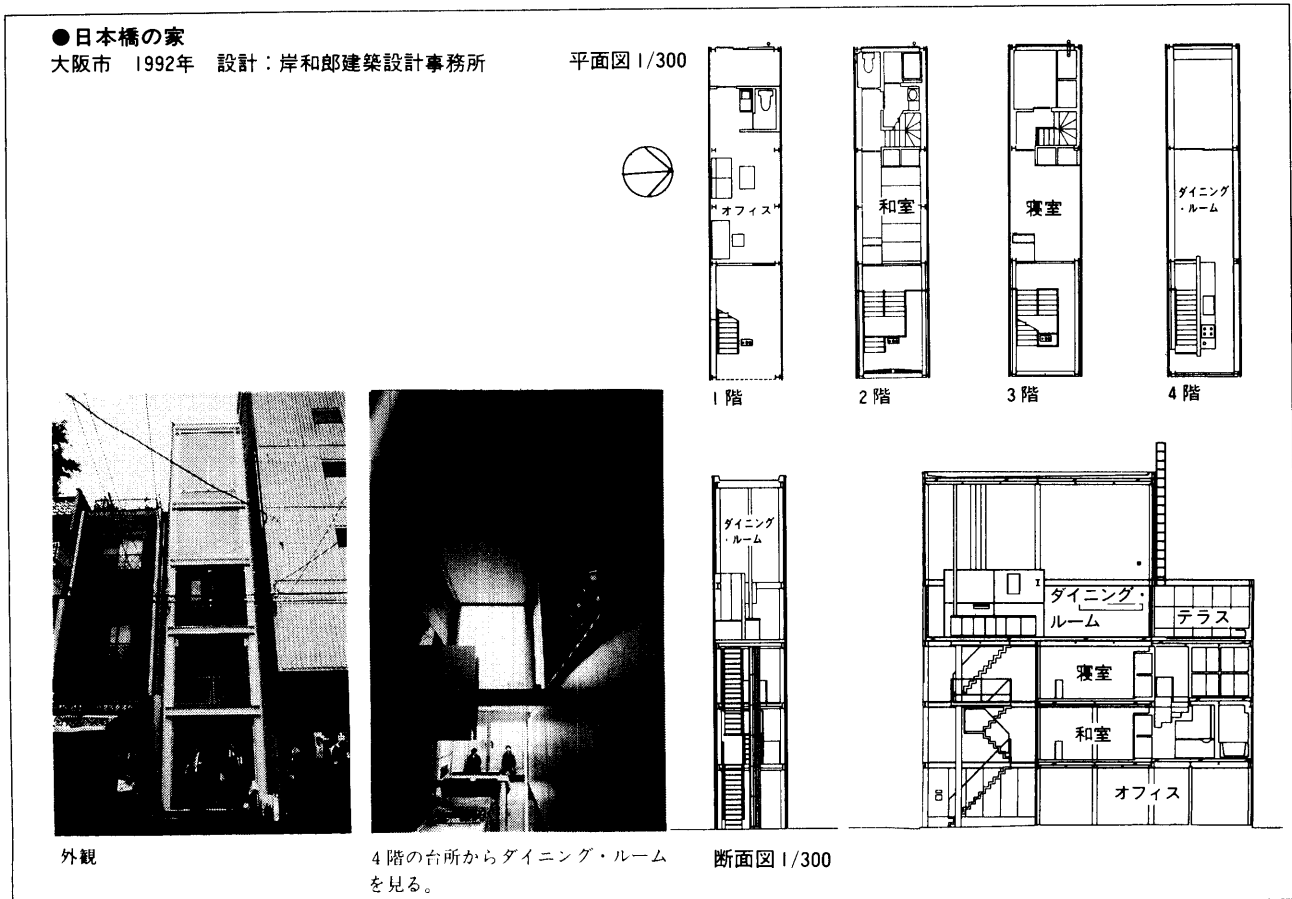 ●日本橋の家
大阪市 1992年 設計：岸和郎建築設計事務所
平面図1/300
オフィス
和室
寝室
ダイニング
・ルーム
1階
2階
3階
4階
ダイニング
・ルーム
ダイニング・
ルーム
テラス
寝室
和室
オフィス
外観
4階の台所からダイニング・ルーム
を見る。
断面図1/300